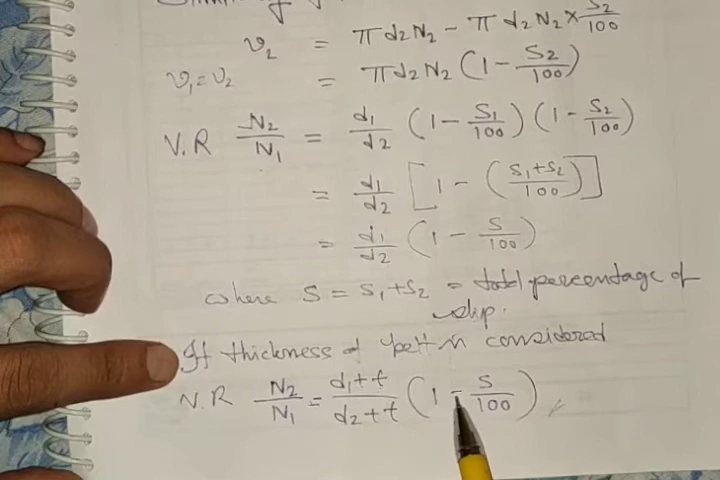 v₂ = πd₂N₂ - πd₂N₂ × S₂/100
v₁=v₂ = πd₂N₂ (1 - S₂/100)
V.R N₂/N₁ = d₁/d₂ (1 - S₁/100) (1 - S₂/100)
= d₁/d₂ [1 - (S₁+S₂/100)]
= d₁/d₂ (1 - S/100)
where S = S₁+S₂ = total percentage of
slip.
If thickness of belt is considered
V.R N₂/N₁ = d₁+t/d₂+t (1 - S/100)